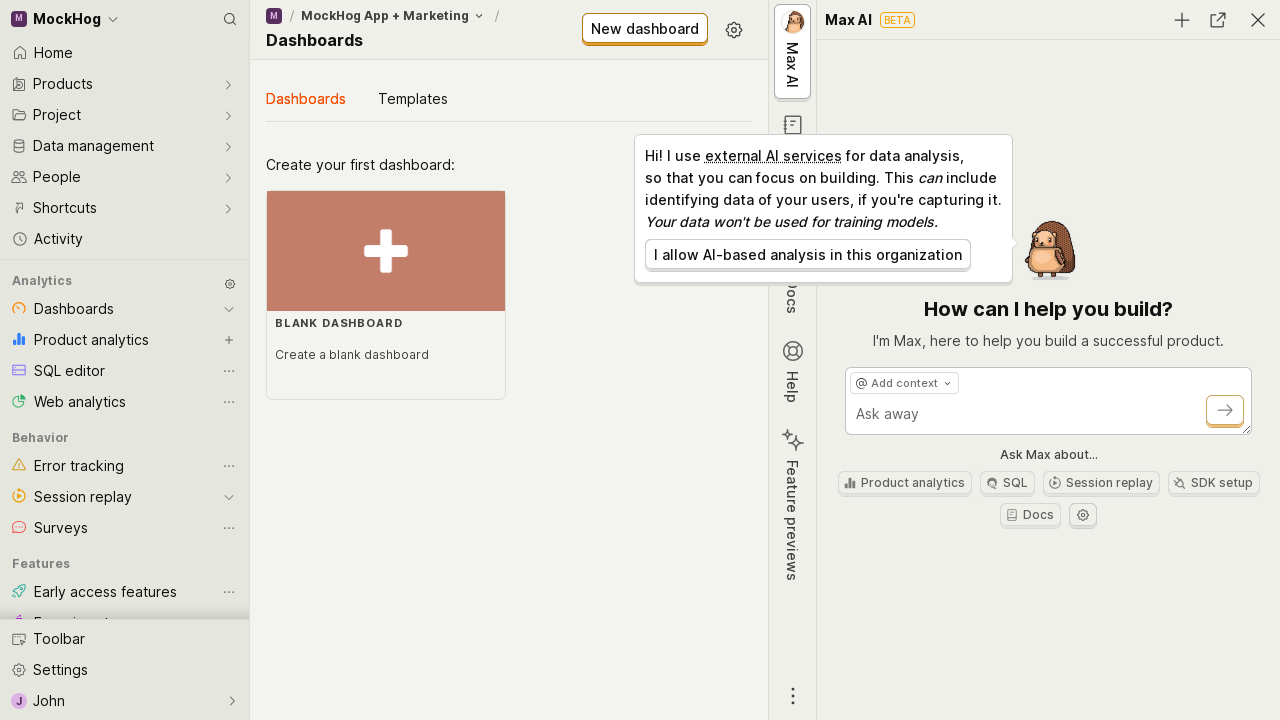 M MockHog
Home
Products
Project
Data management
People
Shortcuts
Activity
Analytics
Dashboards
Product analytics
SQL editor
Web analytics
Behavior
Error tracking
Session replay
Surveys
Features
Early access features
Toolbar
Settings
J John
M / MockHog App + Marketing /
Dashboards
New dashboard
Dashboards Templates
Create your first dashboard:
BLANK DASHBOARD
Create a blank dashboard
Max AI
Docs
Help
Feature previews
Max AI BETA
Hi! I use external AI services for data analysis,
so that you can focus on building. This can include
identifying data of your users, if you're capturing it.
Your data won't be used for training models.
I allow AI-based analysis in this organization
How can I help you build?
I'm Max, here to help you build a successful product.
@ Add context
Ask away
Ask Max about...
Product analytics SQL Session replay SDK setup
Docs